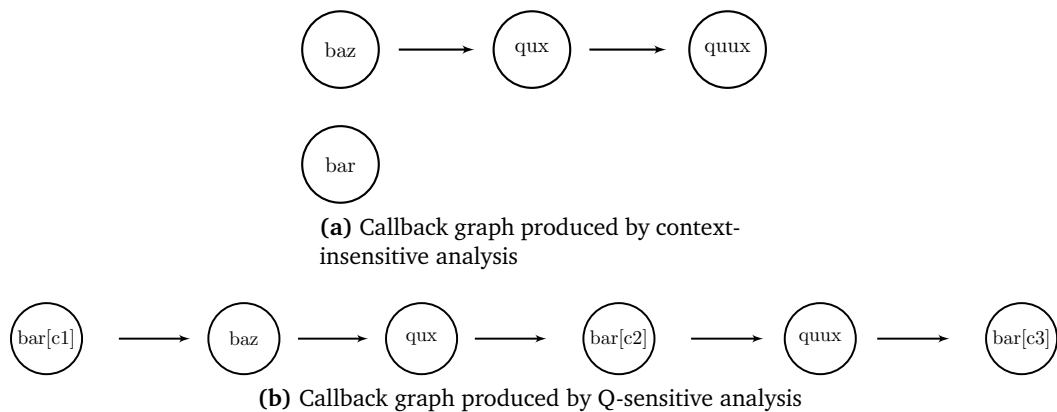 baz qux quux
bar
(a) Callback graph produced by context-
insensitive analysis
bar[c1] baz qux bar[c2] quux bar[c3]
(b) Callback graph produced by Q-sensitive analysis